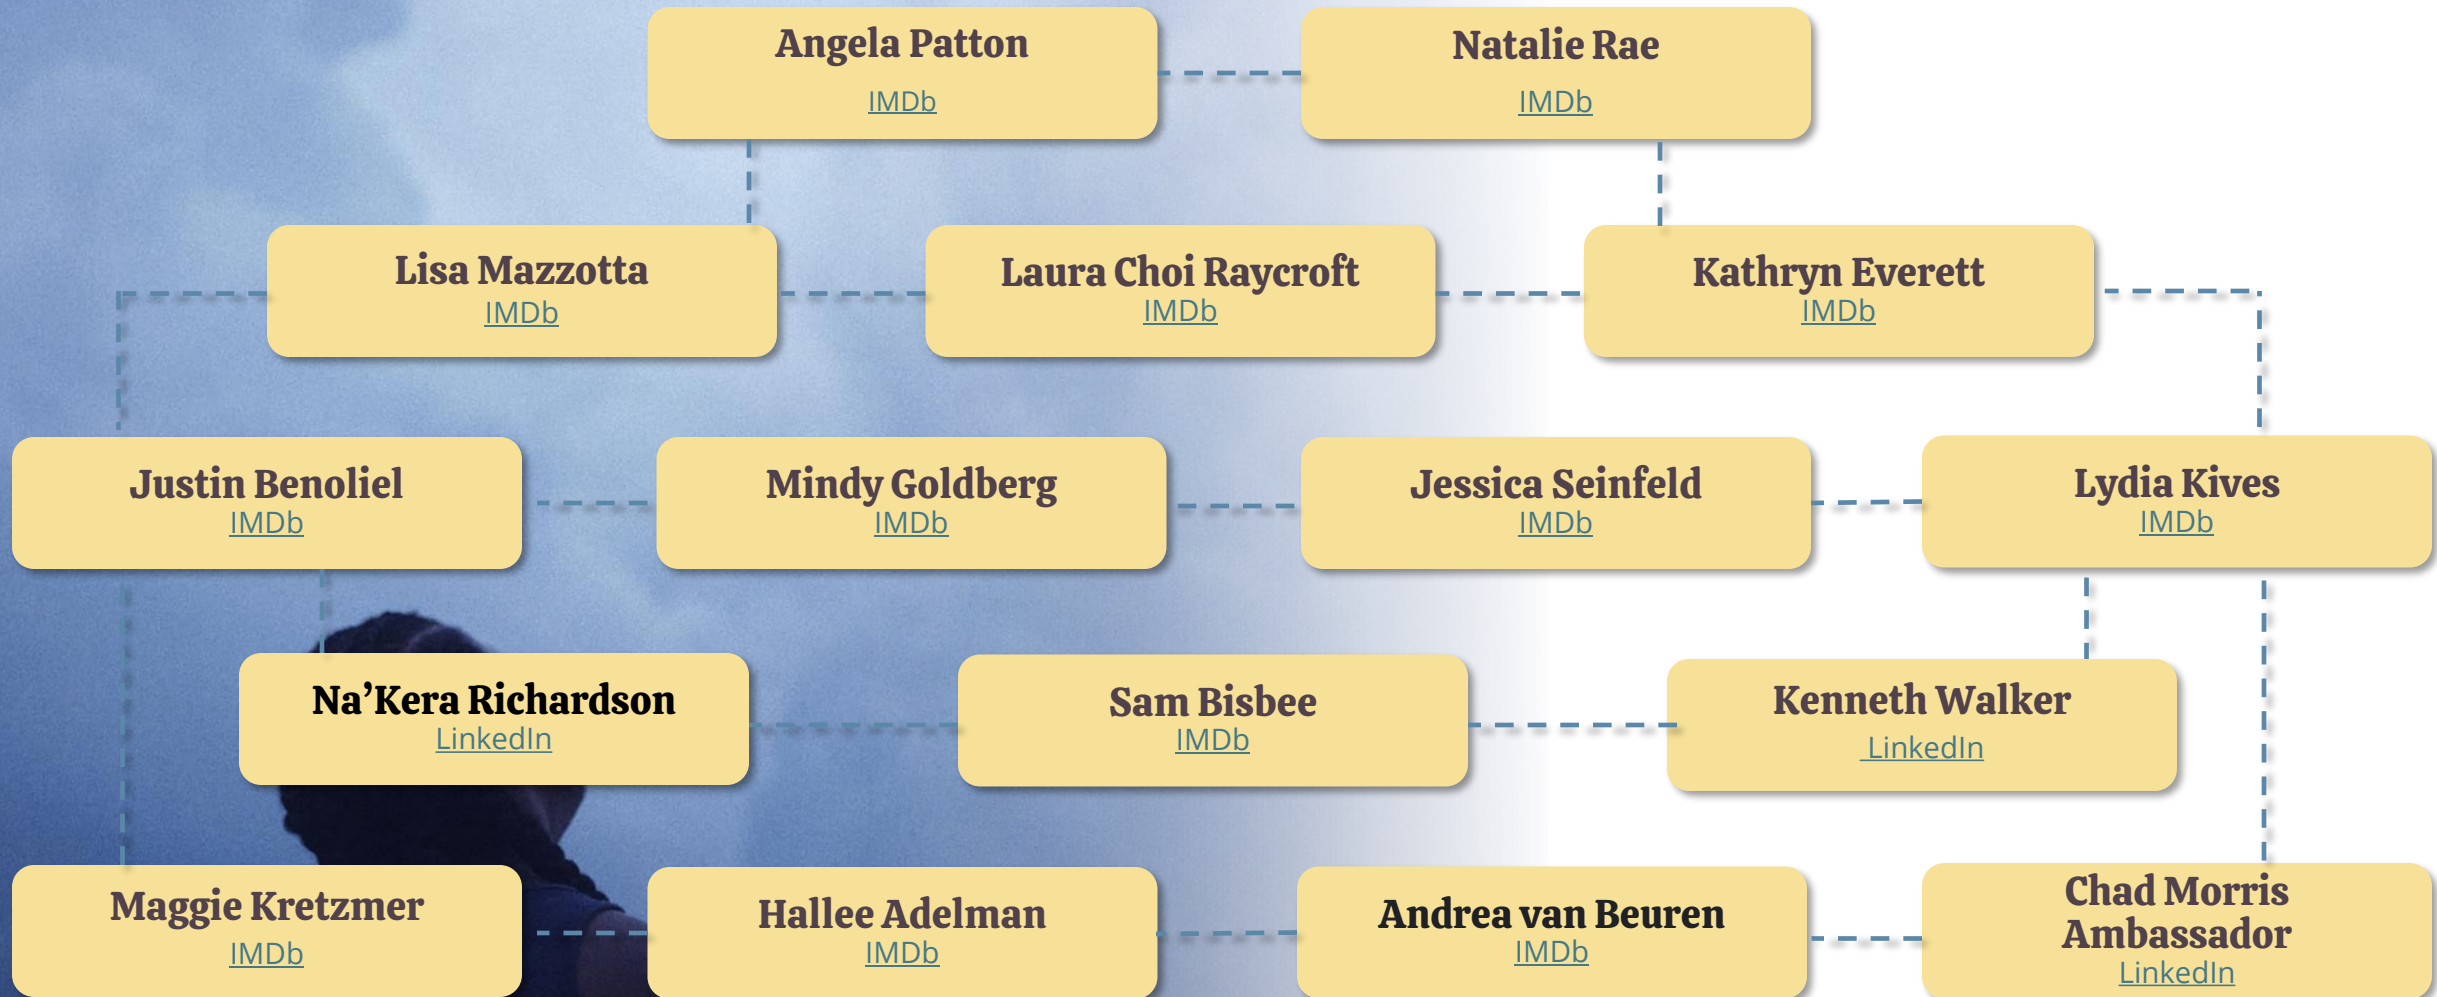 Angela Patton
IMDb
Natalie Rae
IMDb
Lisa Mazzotta
IMDb
Laura Choi Raycroft
IMDb
Kathryn Everett
IMDb
Justin Benoliel
IMDb
Mindy Goldberg
IMDb
Jessica Seinfeld
IMDb
Lydia Kives
IMDb
Na’Kera Richardson
LinkedIn
Sam Bisbee
IMDb
Kenneth Walker
LinkedIn
Maggie Kretzmer
IMDb
Hallee Adelman
IMDb
Andrea van Beuren
IMDb
Chad Morris
Ambassador
LinkedIn